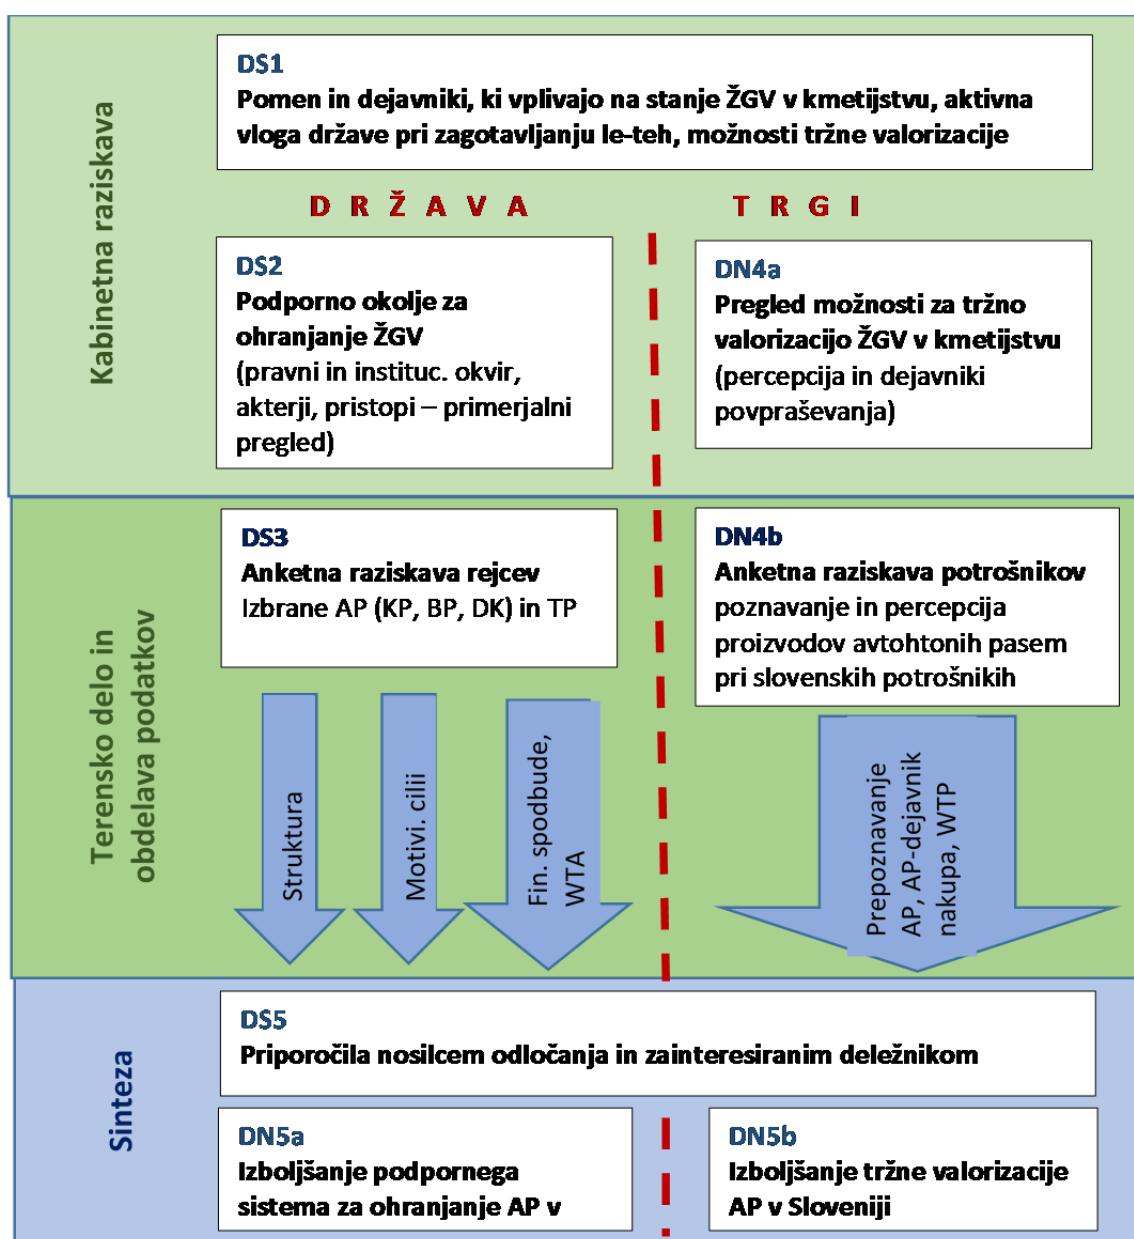 Kabinetna raziskava
DS1
Pomen in dejavniki, ki vplivajo na stanje ŽGV v kmetijstvu, aktivna
vloga države pri zagotavljanju le-teh, možnosti tržne valorizacije
DRŽAVA
TRGI
DS2
Podporno okolje za
ohranjanje ŽGV
(pravni in instituc. okvir,
akterji, pristopi – primerjalni
pregled)
DN4a
Pregled možnosti za tržno
valorizacijo ŽGV v kmetijstvu
(percepcija in dejavniki
povpraševanja)
Terensko delo in
obdelava podatkov
DS3
Anketna raziskava rejcev
Izbrane AP (KP, BP, DK) in TP
DN4b
Anketna raziskava potrošnikov
poznavanje in percepcija
proizvodov avtohtonih pasem
pri slovenskih potrošnikih
Struktura
Motivi. cilii
Fin. spodbude,
WTA
Prepoznavanje
AP, AP-dejavnik
nakupa, WTP
Sinteza
DS5
Priporočila nosilcem odločanja in zainteresiranim deležnikom
DN5a
Izboljšanje podpornega
sistema za ohranjanje AP v
DN5b
Izboljšanje tržne valorizacije
AP v Sloveniji